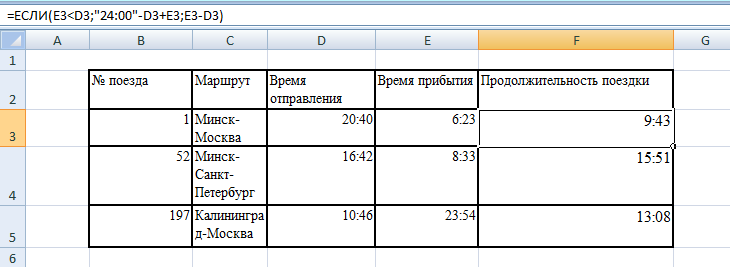 =ЕСЛИ(E3<D3;"24:00"-D3+E3;E3-D3)
A B C D E F G
1
2 № поезда Маршрут Время Время прибытия Продолжительность поездки
отправления
3 1 Минск- 20:40 6:23 9:43
Москва
4 52 Минск- 16:42 8:33 15:51
Санкт-
Петербург
5 197 Калинингра 10:46 23:54 13:08
д-Москва
6